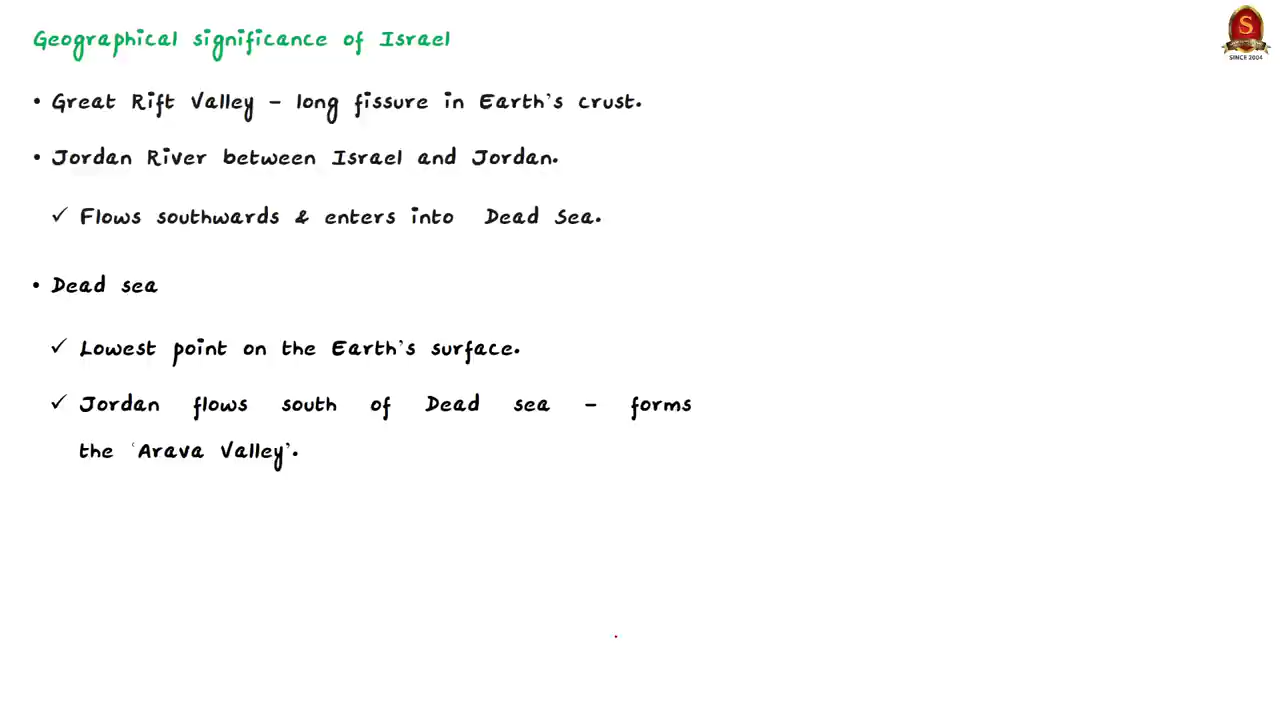 Geographical significance of Israel
S
SINCE 2004
• Great Rift Valley – long fissure in Earth's crust.
• Jordan River between Israel and Jordan.
✓ Flows southwards & enters into Dead Sea.
• Dead sea
✓ Lowest point on the Earth's surface.
✓ Jordan flows south of Dead sea – forms
the ‘Arava Valley’.